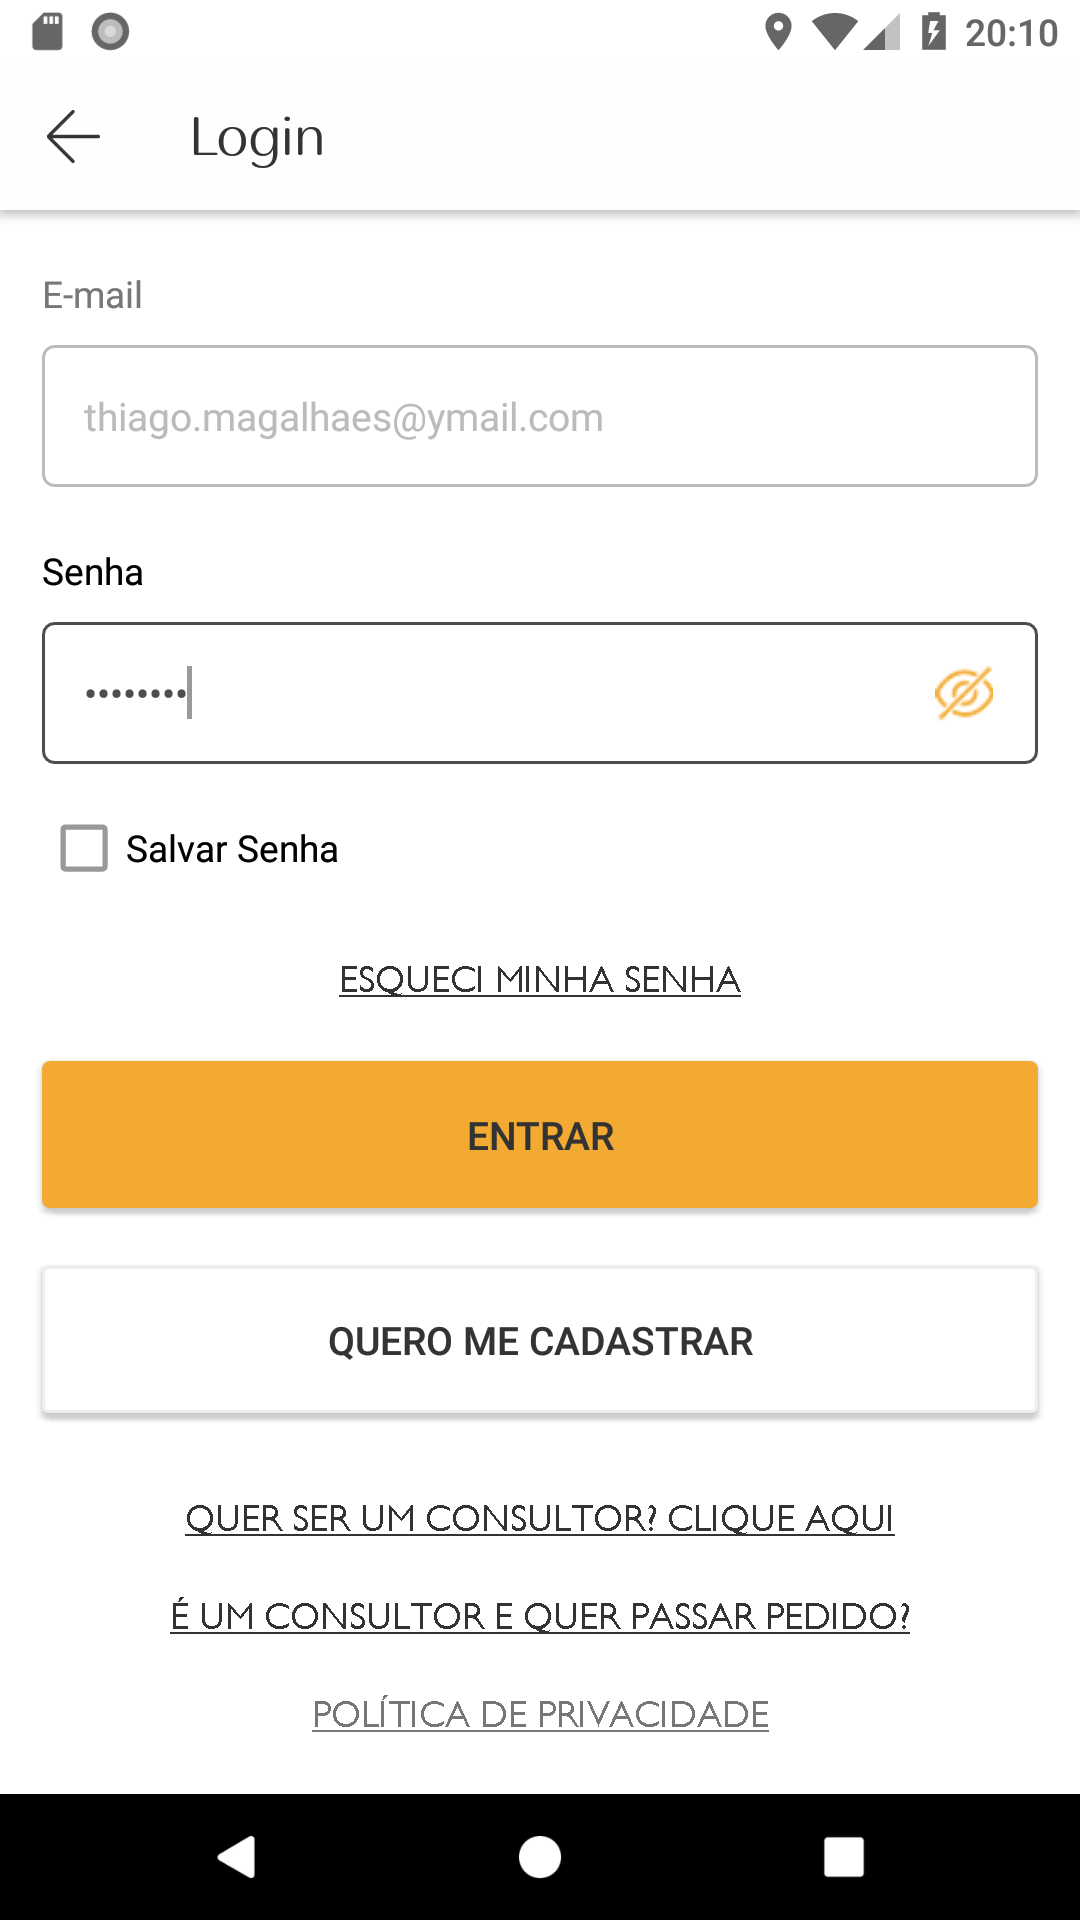 20:10
Login
E-mail
thiago.magalhaes@ymail.com
Senha
••••••••
Salvar Senha
ESQUECI MINHA SENHA
ENTRAR
QUERO ME CADASTRAR
QUER SER UM CONSULTOR? CLIQUE AQUI
É UM CONSULTOR E QUER PASSAR PEDIDO?
POLÍTICA DE PRIVACIDADE